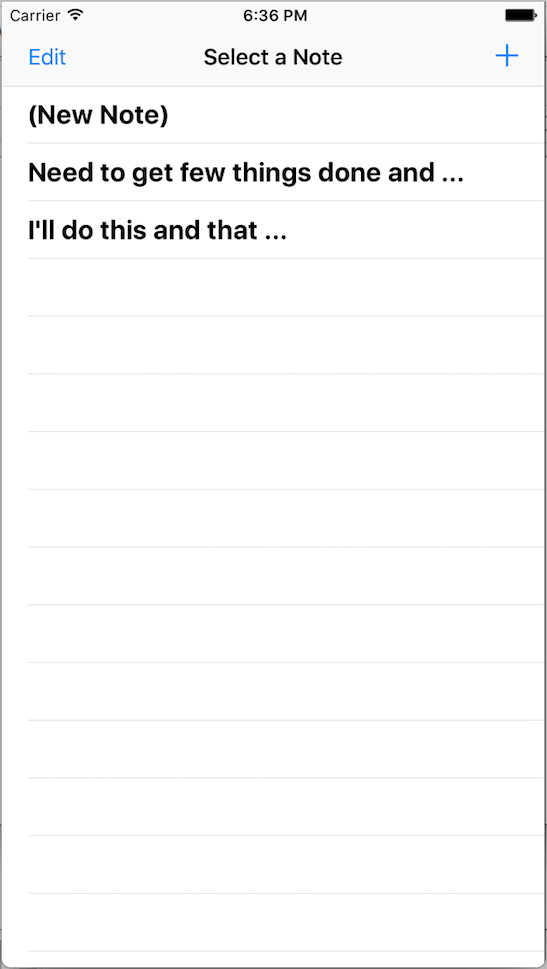 Carrier 6:36 PM
Edit Select a Note +
(New Note)
Need to get few things done and ...
I'll do this and that ...